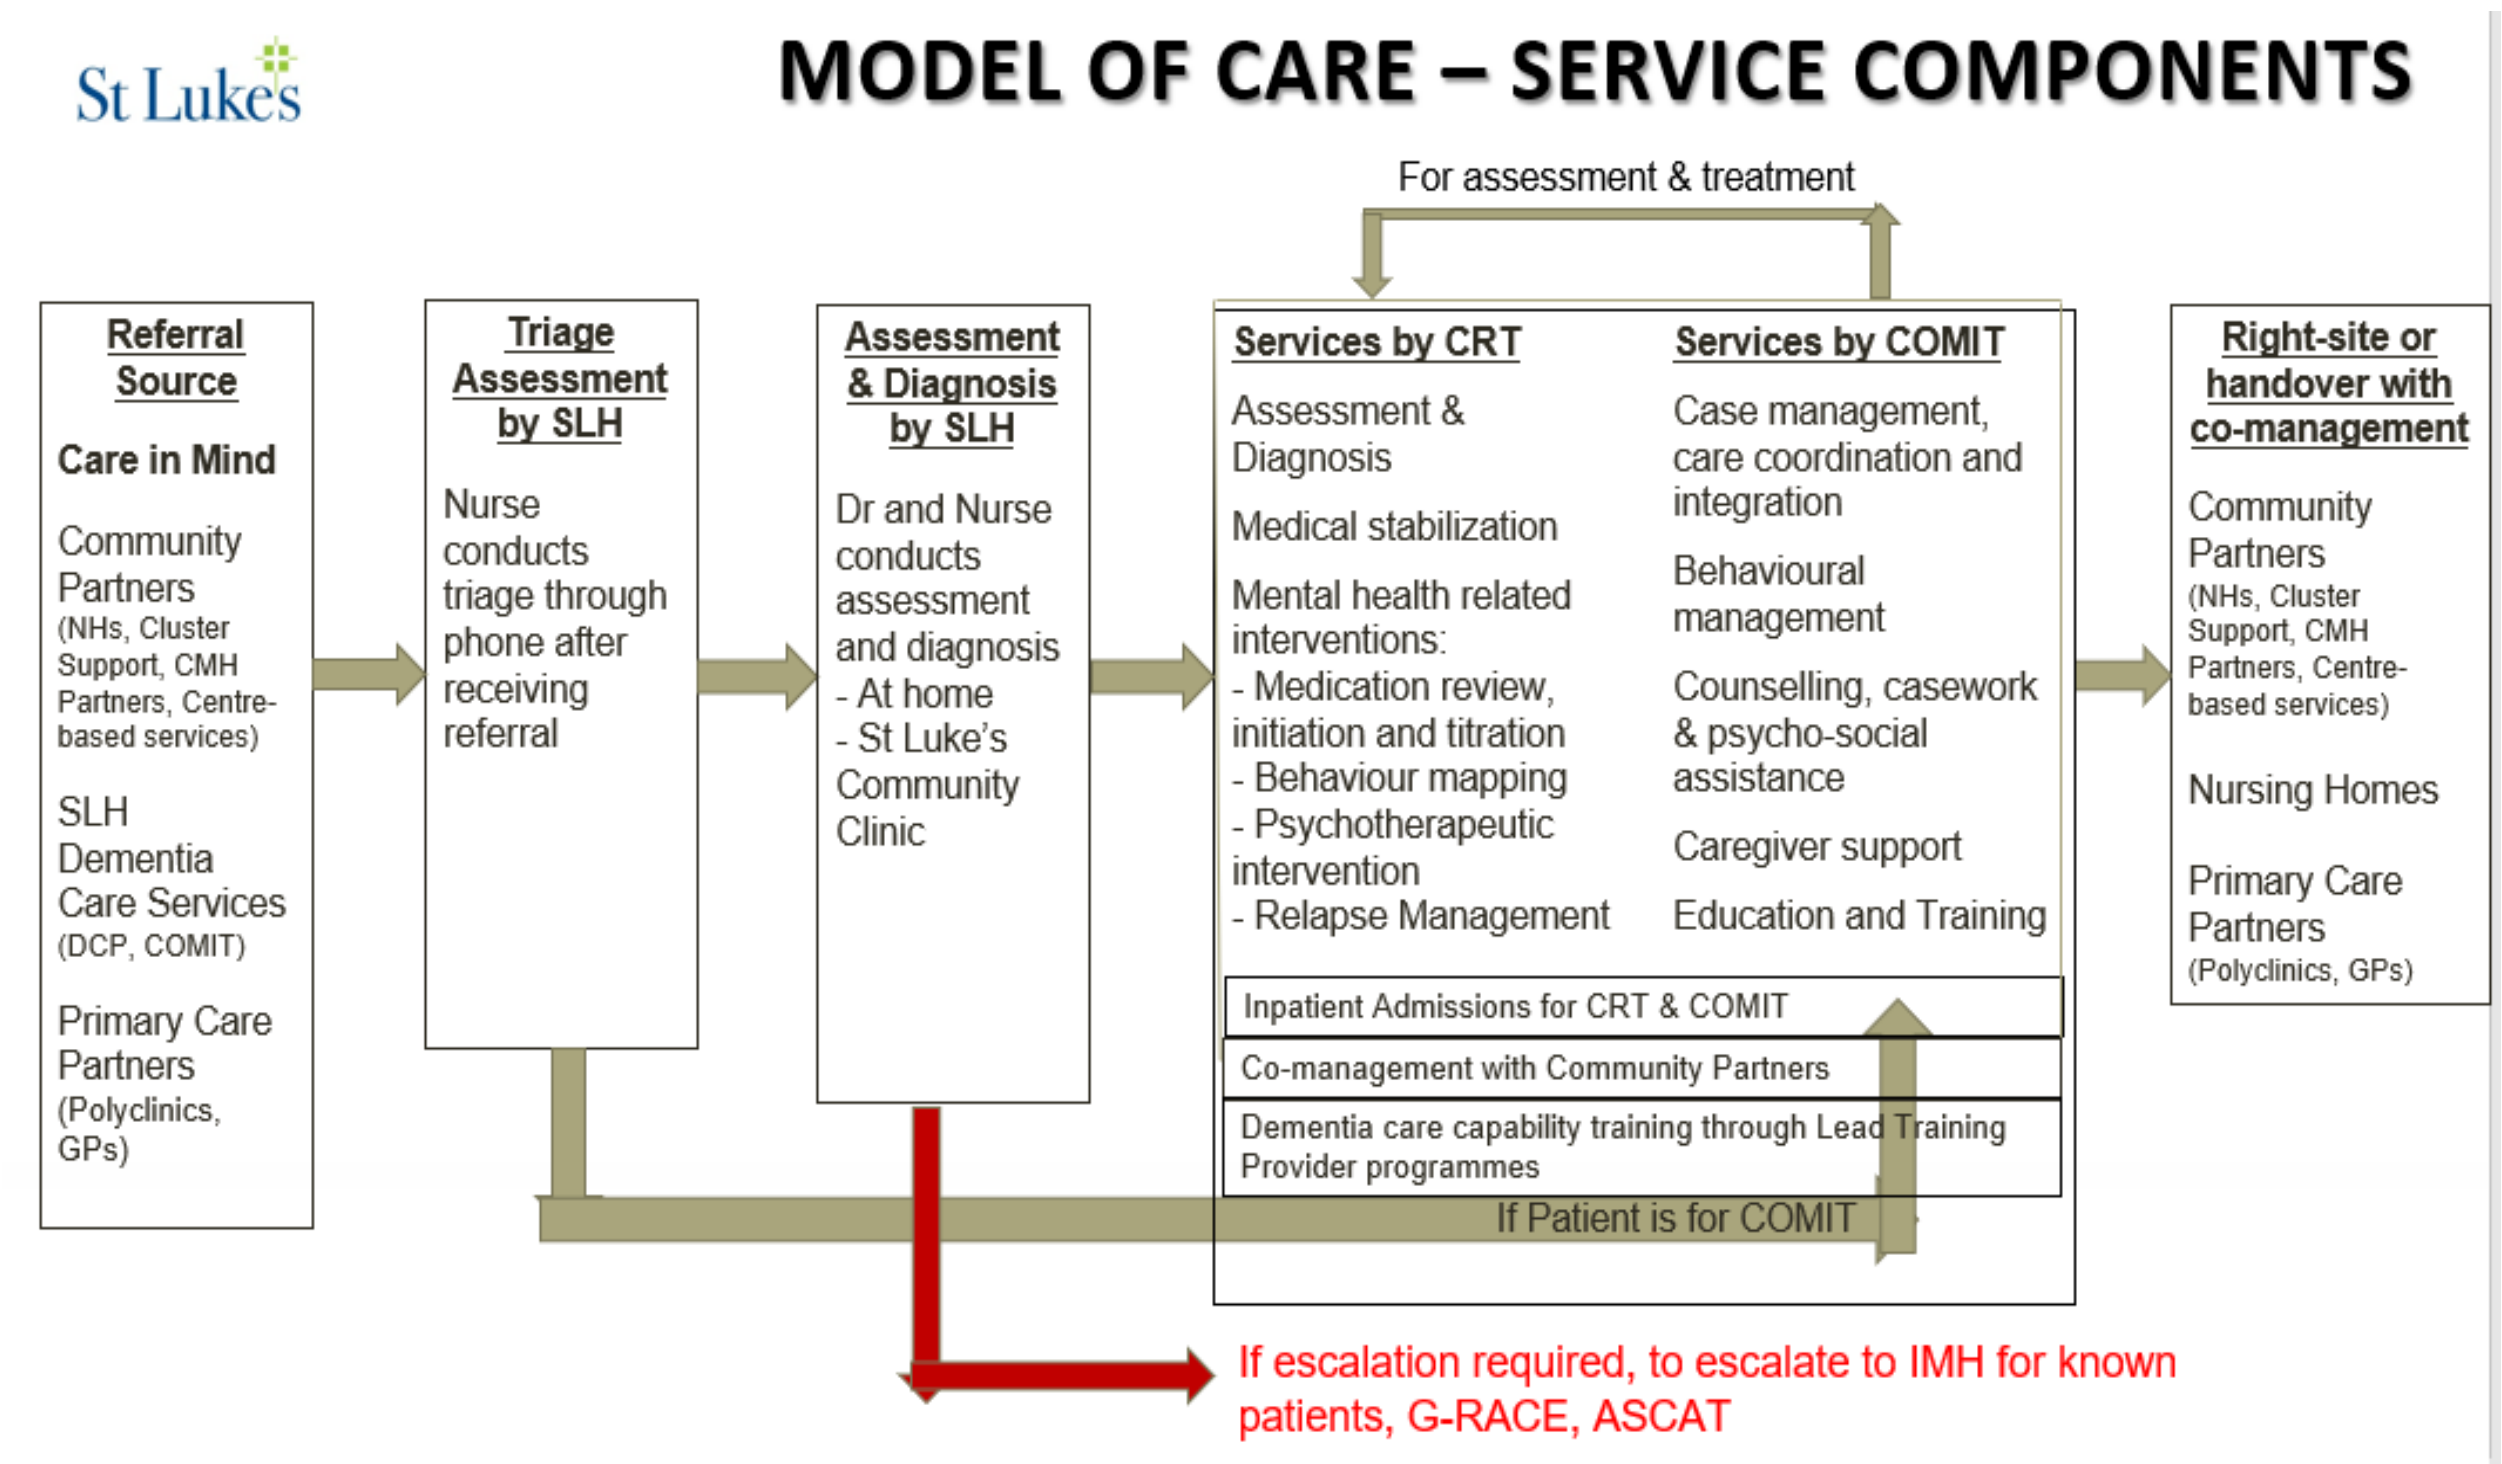 St Luke's
MODEL OF CARE – SERVICE COMPONENTS
For assessment & treatment
Referral
Source
Care in Mind
Community
Partners
(NHs, Cluster
Support, CMH
Partners, Centre-
based services)
SLH
Dementia
Care Services
(DCP, COMIT)
Primary Care
Partners
(Polyclinics,
GPs)
Triage
Assessment
by SLH
Nurse
conducts
triage through
phone after
receiving
referral
Assessment
& Diagnosis
by SLH
Dr and Nurse
conducts
assessment
and diagnosis
- At home
- St Luke's
Community
Clinic
Services by CRT
Assessment &
Diagnosis
Medical stabilization
Mental health related
interventions:
- Medication review,
initiation and titration
- Behaviour mapping
- Psychotherapeutic
intervention
- Relapse Management
Services by COMIT
Case management,
care coordination and
integration
Behavioural
management
Counselling, casework
& psycho-social
assistance
Caregiver support
Education and Training
Inpatient Admissions for CRT & COMIT
Co-management with Community Partners
Dementia care capability training through Lead Training
Provider programmes
If Patient is for COMIT
Right-site or
handover with
co-management
Community
Partners
(NHs, Cluster
Support, CMH
Partners, Centre-
based services)
Nursing Homes
Primary Care
Partners
(Polyclinics, GPs)
If escalation required, to escalate to IMH for known
patients, G-RACE, ASCAT